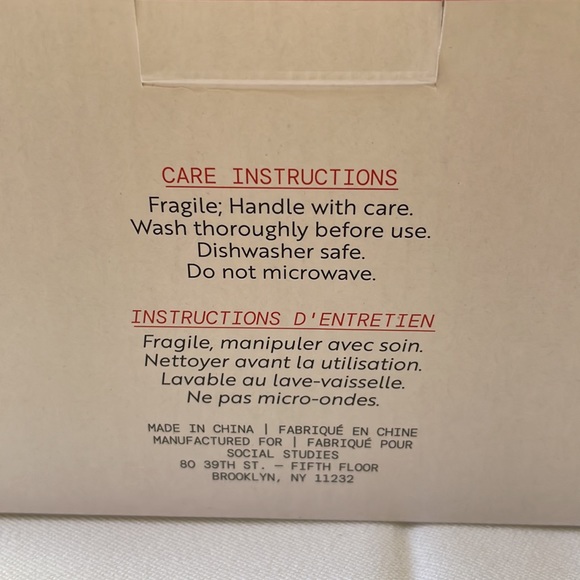 CARE INSTRUCTIONS
Fragile; Handle with care.
Wash thoroughly before use.
Dishwasher safe.
Do not microwave.
INSTRUCTIONS D'ENTRETIEN
Fragile, manipuler avec soin.
Nettoyer avant la utilisation.
Lavable au lave-vaisselle.
Ne pas micro-ondes.
MADE IN CHINA | FABRIQUÉ EN CHINE
MANUFACTURED FOR | FABRIQUÉ POUR
SOCIAL STUDIES
80 39TH ST. — FIFTH FLOOR
BROOKLYN, NY 11232